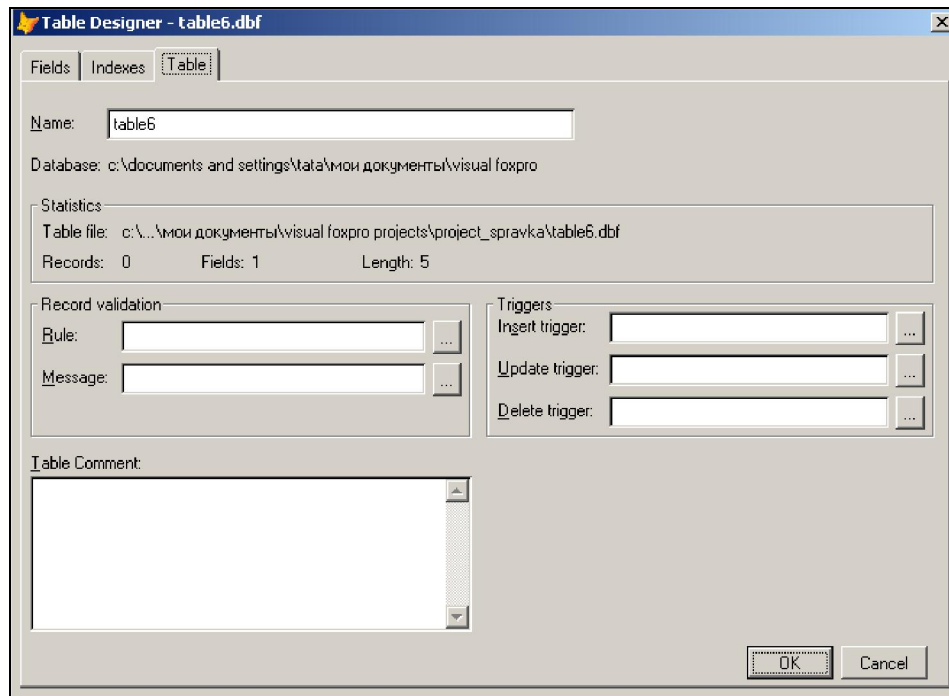 Table Designer - table6.dbf
Fields Indexes Table
Name: table6
Database: c:\documents and settings\tata\мои документы\visual foxpro
Statistics
Table file: c:\...\мои документы\visual foxpro projects\project_spravka\table6.dbf
Records: 0 Fields: 1 Length: 5
Record validation
Rule: ...
Message: ...
Triggers
Insert trigger: ...
Update trigger: ...
Delete trigger: ...
Table Comment:
OK Cancel